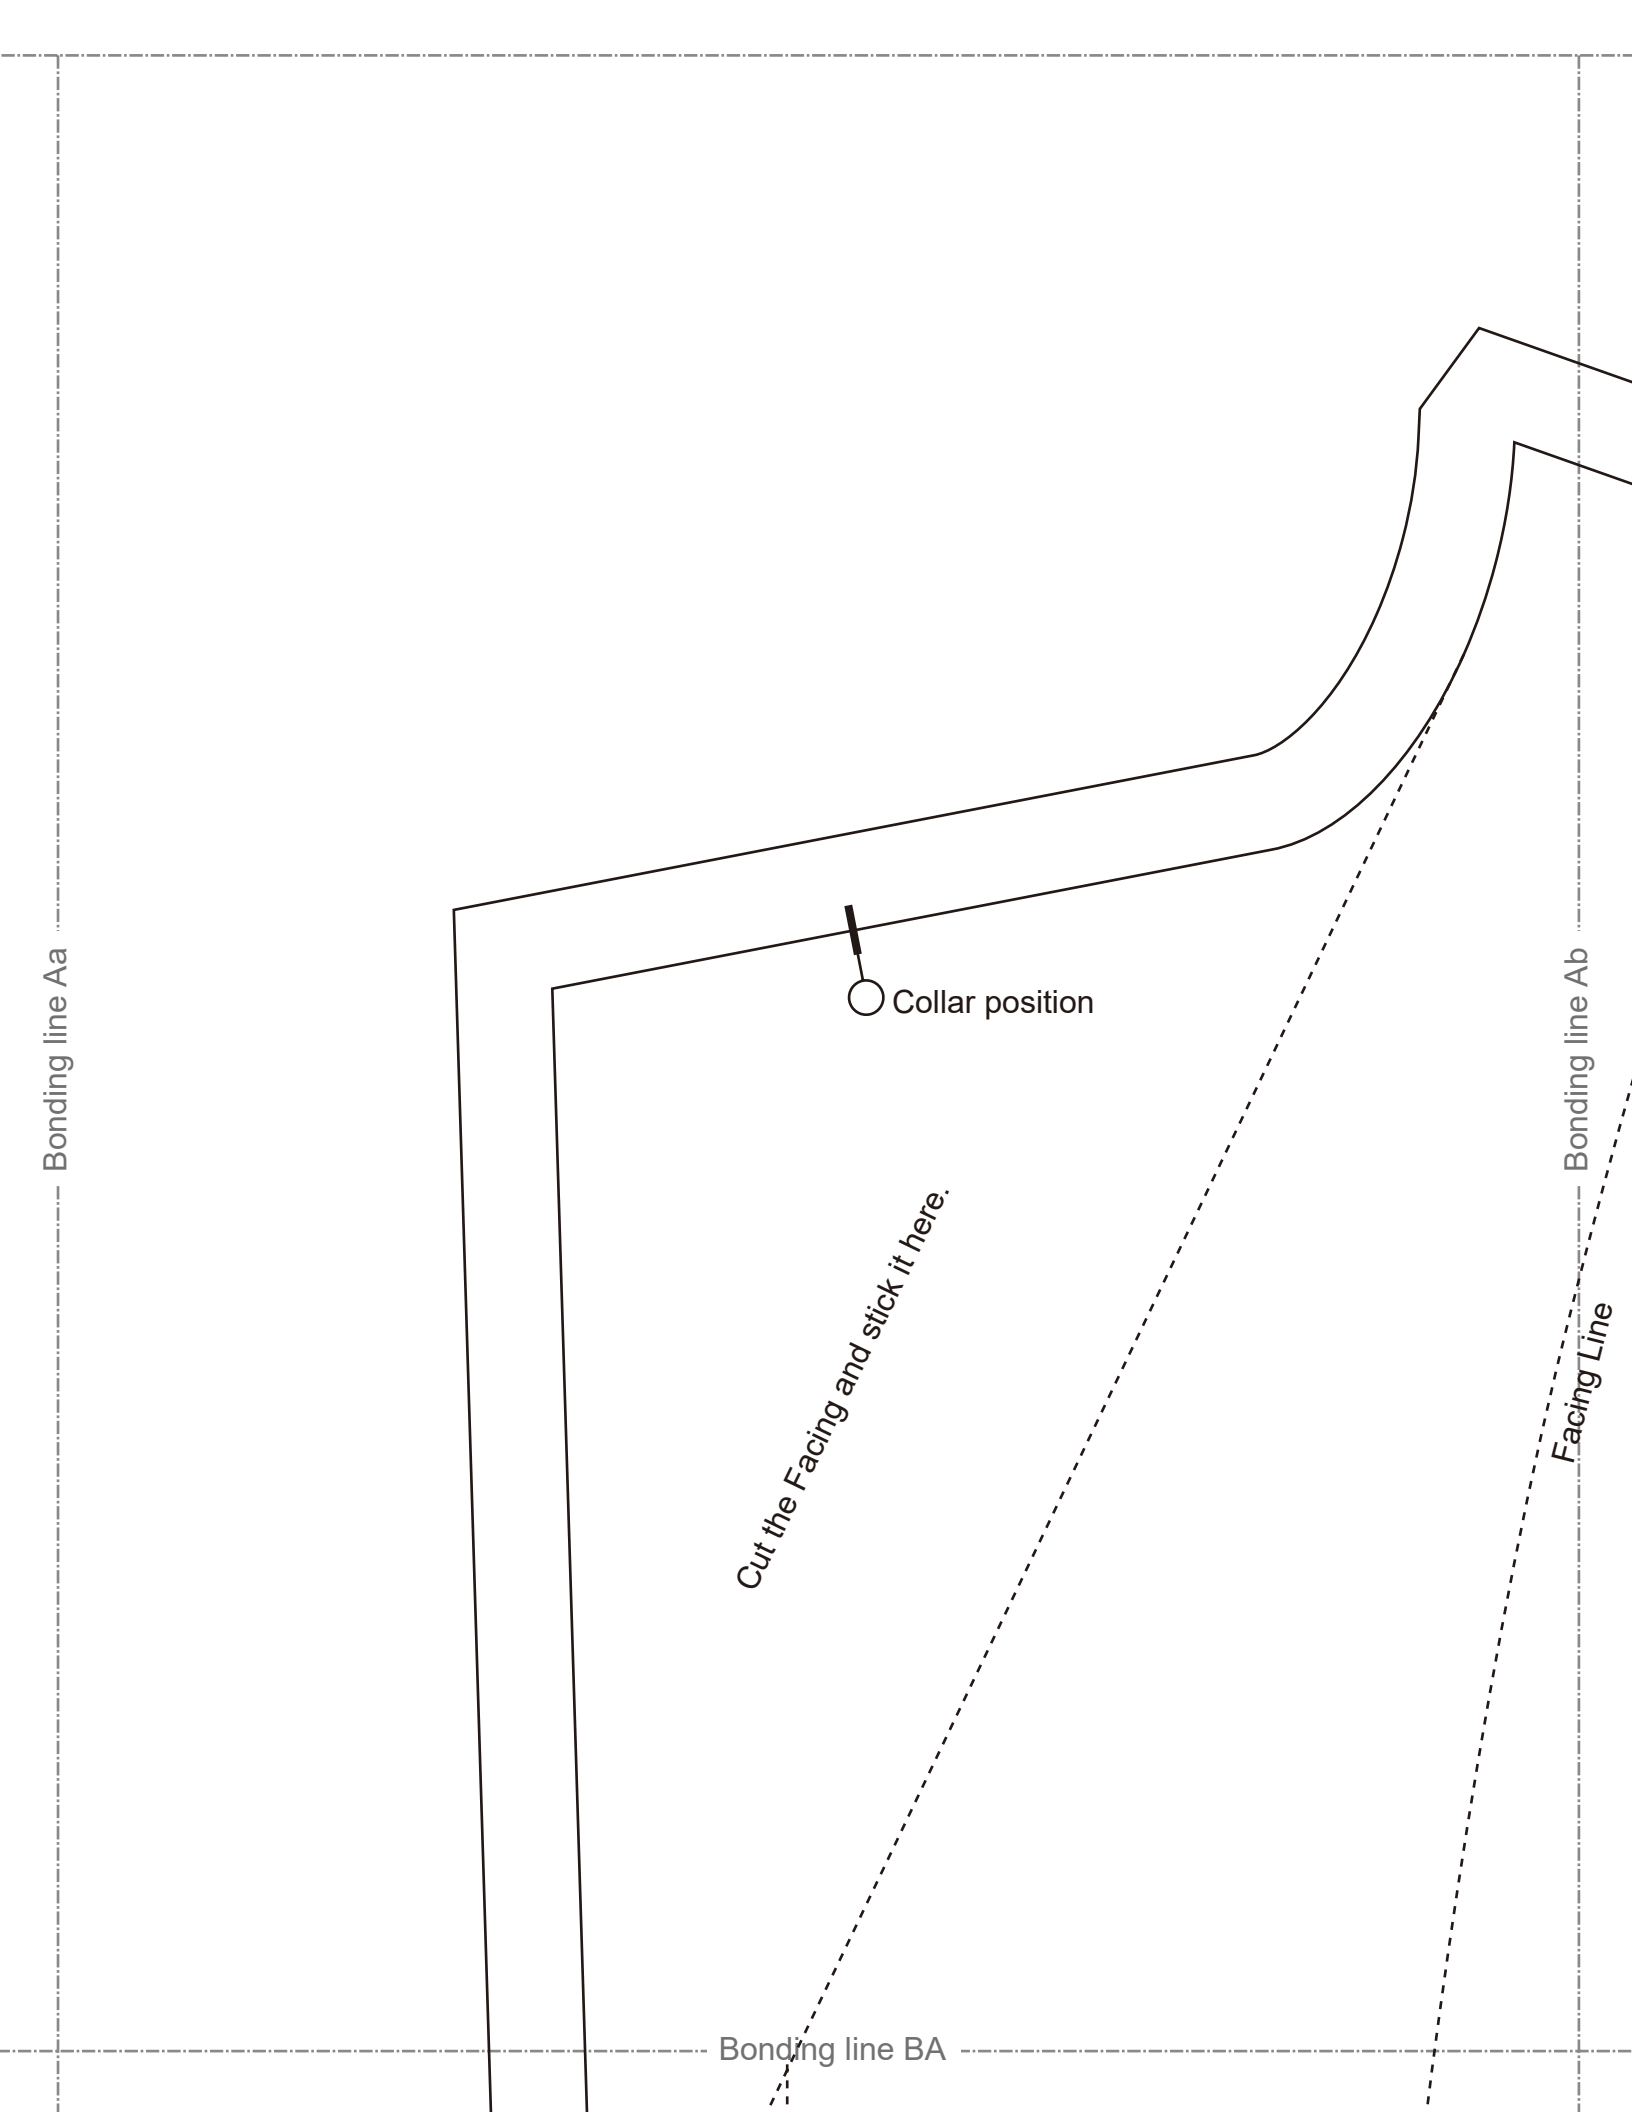 Bonding line Aa
Collar position
Bonding line Ab
Cut the Facing and stick it here.
Facing Line
Bonding line BA